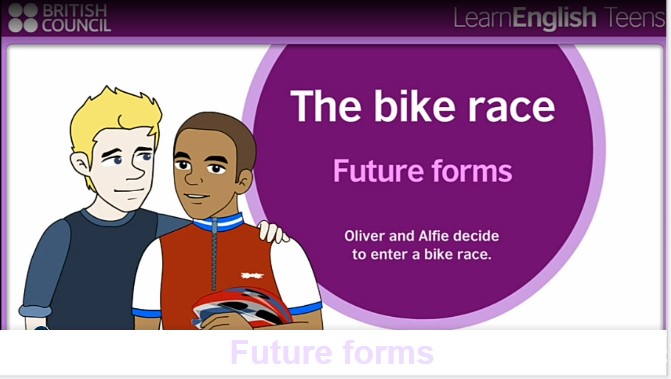 BRITISH
COUNCIL
LearnEnglish Teens
The bike race
Future forms
Oliver and Alfie decide
to enter a bike race.
Future forms